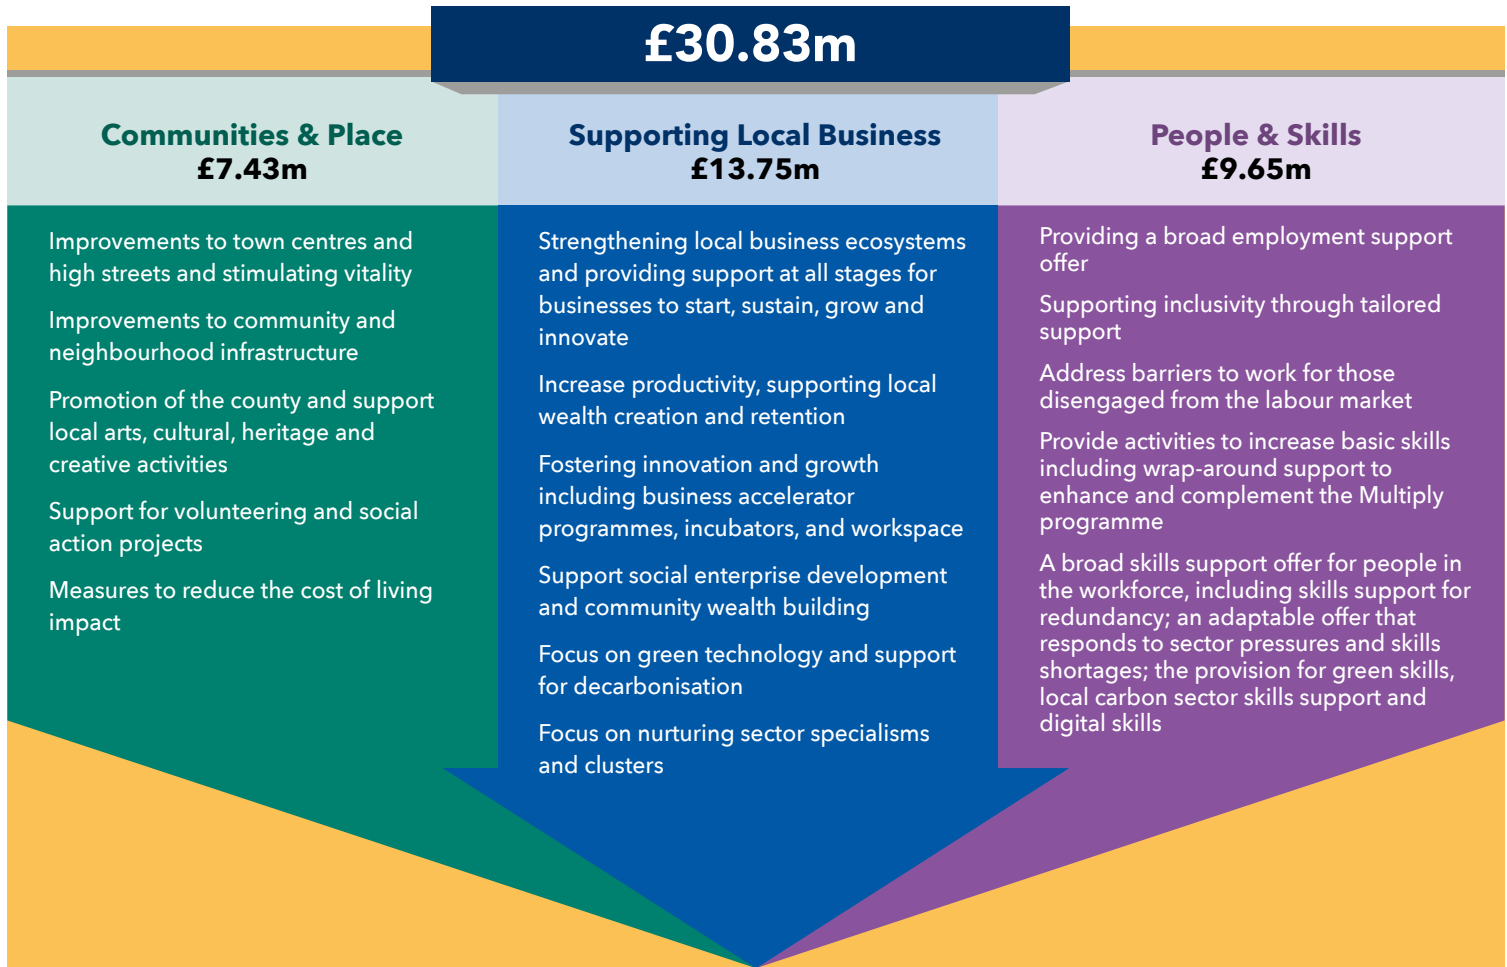 £30.83m
Communities & Place
£7.43m
Improvements to town centres and
high streets and stimulating vitality
Improvements to community and
neighbourhood infrastructure
Promotion of the county and support
local arts, cultural, heritage and
creative activities
Support for volunteering and social
action projects
Measures to reduce the cost of living
impact
Supporting Local Business
£13.75m
Strengthening local business ecosystems
and providing support at all stages for
businesses to start, sustain, grow and
innovate
Increase productivity, supporting local
wealth creation and retention
Fostering innovation and growth
including business accelerator
programmes, incubators, and workspace
Support social enterprise development
and community wealth building
Focus on green technology and support
for decarbonisation
Focus on nurturing sector specialisms
and clusters
People & Skills
£9.65m
Providing a broad employment support
offer
Supporting inclusivity through tailored
support
Address barriers to work for those
disengaged from the labour market
Provide activities to increase basic skills
including wrap-around support to
enhance and complement the Multiply
programme
A broad skills support offer for people in
the workforce, including skills support for
redundancy; an adaptable offer that
responds to sector pressures and skills
shortages; the provision for green skills,
local carbon sector skills support and
digital skills